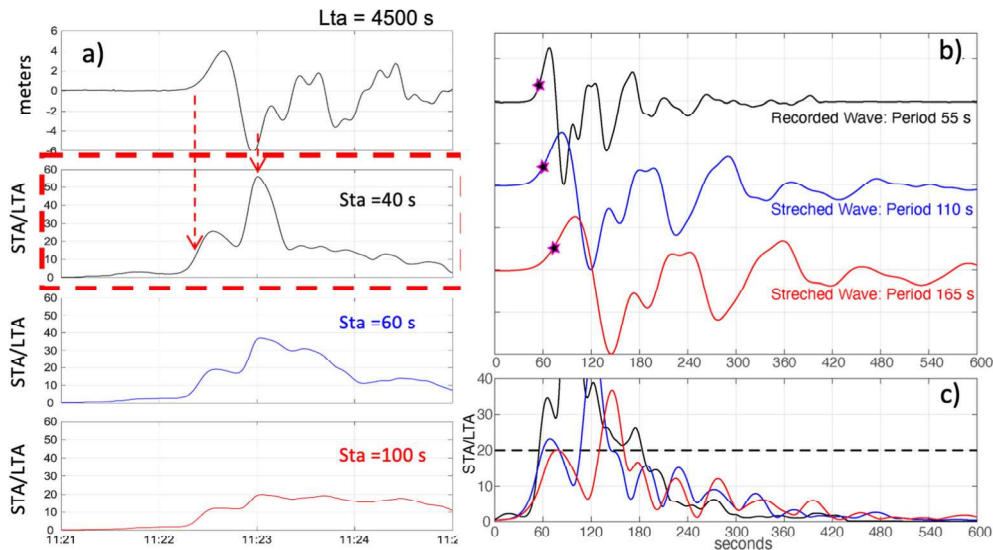 Lta = 4500 s
a)
meters
6
4
2
0
-2
-4
-6
STA/LTA
60
50
40
30
20
10
0
Sta =40 s
STA/LTA
60
50
40
30
20
10
0
Sta =60 s
STA/LTA
60
50
40
30
20
10
0
Sta =100 s
11:21 11:22 11:23 11:2
b)
Recorded Wave: Period 55 s
Streched Wave: Period 110 s
Streched Wave: Period 165 s
0 60 120 180 240 300 360 420 480 540 600
c)
STA/LTA
40
30
20
10
0
0 60 120 180 240 300 360 420 480 540 600
seconds